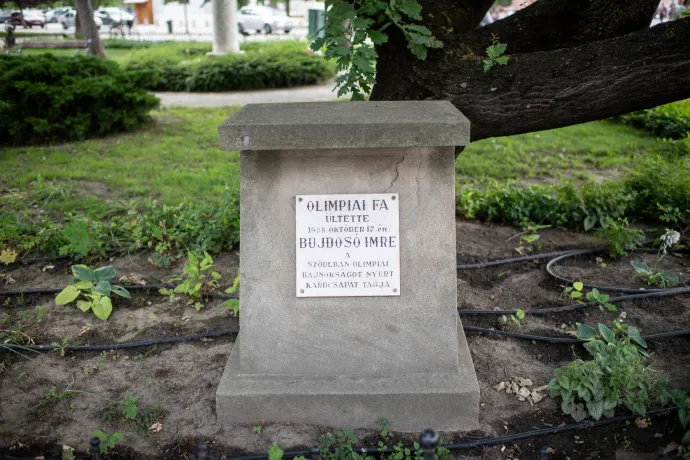 OLIMPIAI FA
ÜLTETTE
1988. OKTÓBER 17.én
BUJDOSÓ IMRE
A
SZÖULBAN OLIMPIAI
BAJNOKSÁGOT NYERT
KARDCSAPAT TAGJA